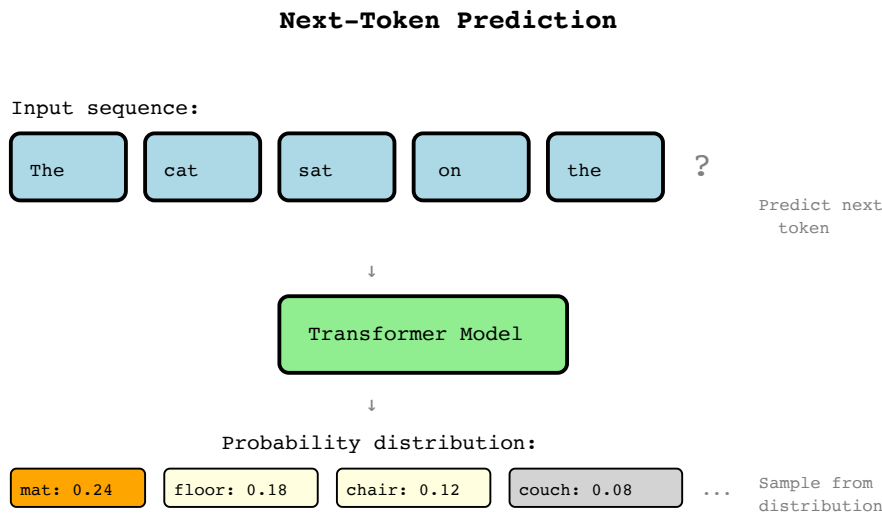 Next-Token Prediction
Input sequence:
The cat sat on the ?
Predict next
token
↓
Transformer Model
↓
Probability distribution:
mat: 0.24 floor: 0.18 chair: 0.12 couch: 0.08 ...
Sample from
distribution